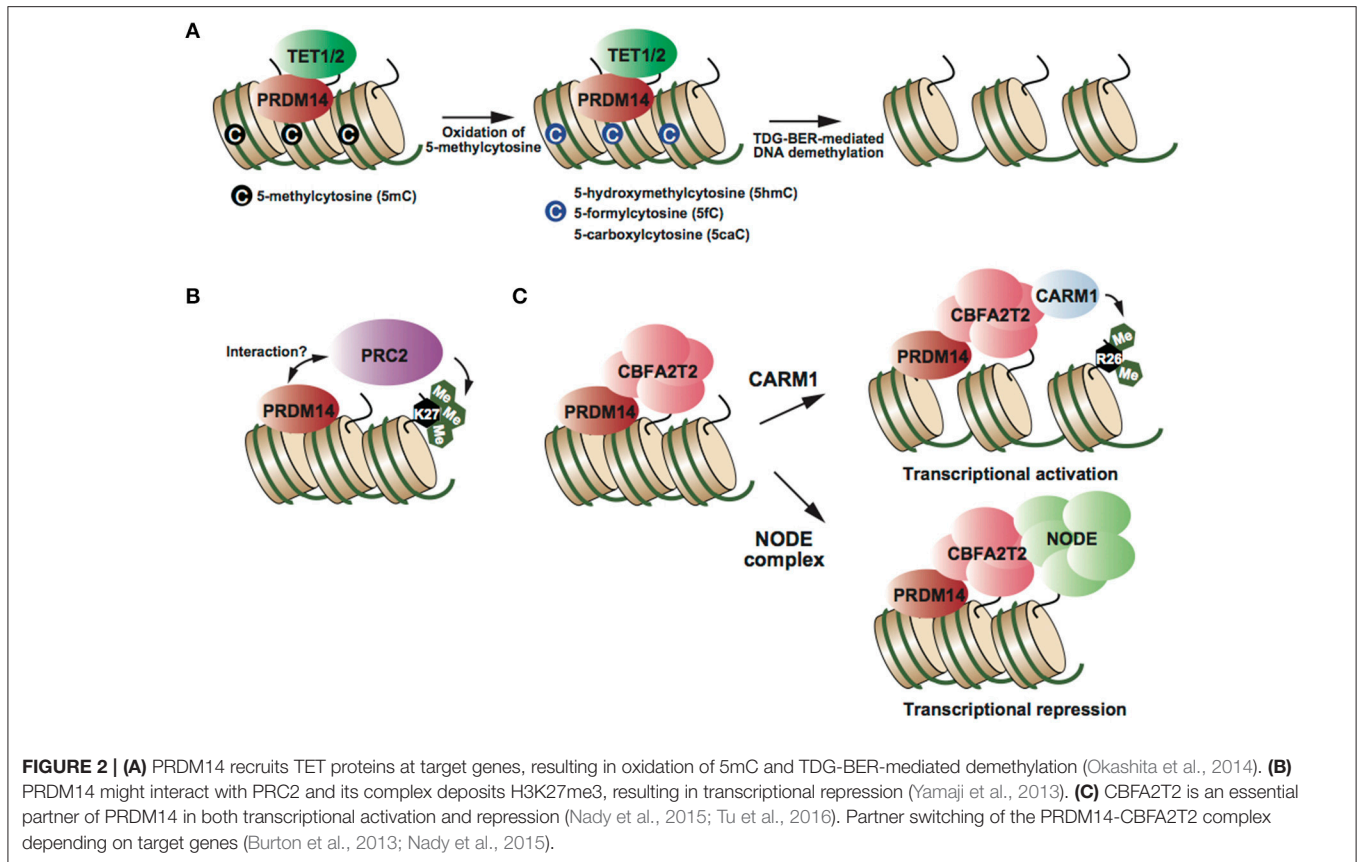 A
TET1/2
PRDM14
C C C
Oxidation of
5-methylcytosine
TET1/2
PRDM14
C C C
TDG-BER-mediated
DNA demethylation
C 5-methylcytosine (5mC)
5-hydroxymethylcytosine (5hmC)
C 5-formylcytosine (5fC)
5-carboxylcytosine (5caC)
B
Interaction?
PRC2
PRDM14
K27
Me
Me
Me
C
CBFA2T2
PRDM14
CARM1
CBFA2T2
CARM1
PRDM14
Me
R26
Me
Transcriptional activation
NODE
complex
CBFA2T2
NODE
PRDM14
Transcriptional repression
FIGURE 2 | (A) PRDM14 recruits TET proteins at target genes, resulting in oxidation of 5mC and TDG-BER-mediated demethylation (Okashita et al., 2014). (B)
PRDM14 might interact with PRC2 and its complex deposits H3K27me3, resulting in transcriptional repression (Yamaji et al., 2013). (C) CBFA2T2 is an essential
partner of PRDM14 in both transcriptional activation and repression (Nady et al., 2015; Tu et al., 2016). Partner switching of the PRDM14-CBFA2T2 complex
depending on target genes (Burton et al., 2013; Nady et al., 2015).